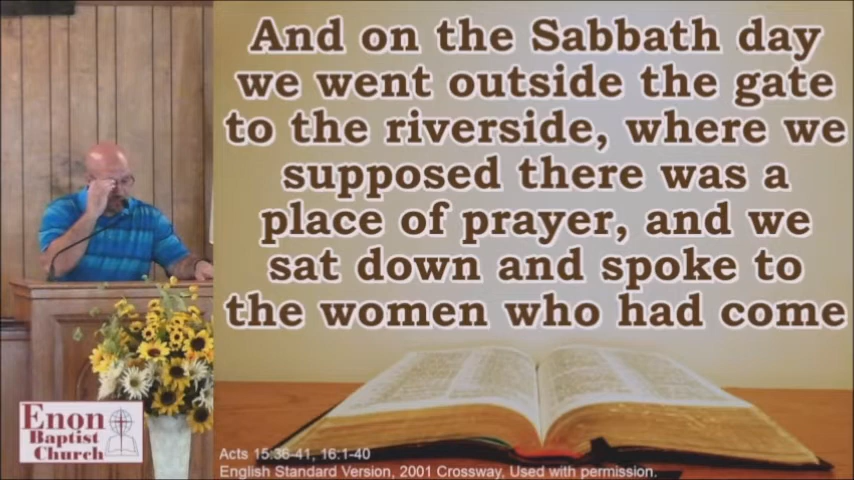 And on the Sabbath day
we went outside the gate
to the riverside, where we
supposed there was a
place of prayer, and we
sat down and spoke to
the women who had come
Enon
Baptist
Church
Acts 15:36-41, 16:1-40
English Standard Version, 2001 Crossway, Used with permission.